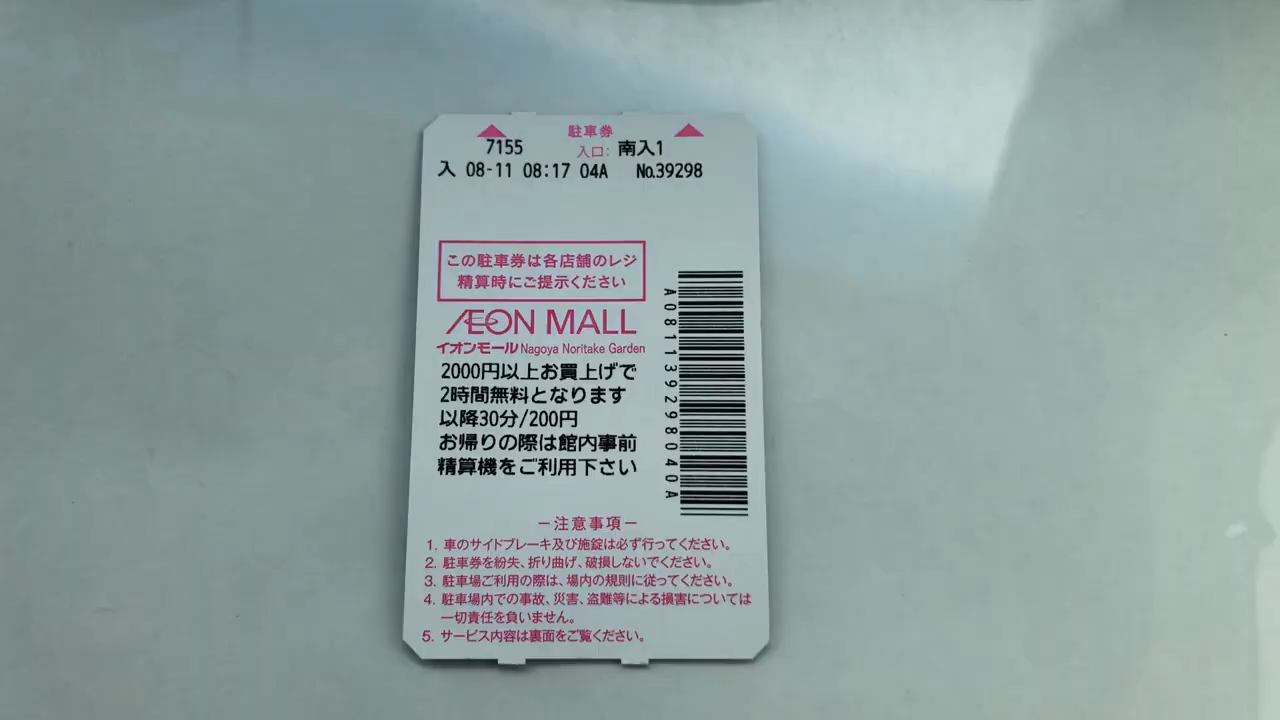 駐車券
7155 入口: 南入1
入 08-11 08:17 04A No.39298
この駐車券は各店舗のレジ
精算時にご提示ください
ÆON MALL
イオンモール Nagoya Noritake Garden
2000円以上お買上げで
2時間無料となります
以降30分/200円
お帰りの際は館内事前
精算機をご利用下さい
A081139298040A
－注意事項－
1. 車のサイドブレーキ及び施錠は必ず行ってください。
2. 駐車券を紛失、折り曲げ、破損しないでください。
3. 駐車場ご利用の際は、場内の規則に従ってください。
4. 駐車場内での事故、災害、盗難等による損害については
一切責任を負いません。
5. サービス内容は裏面をご覧ください。